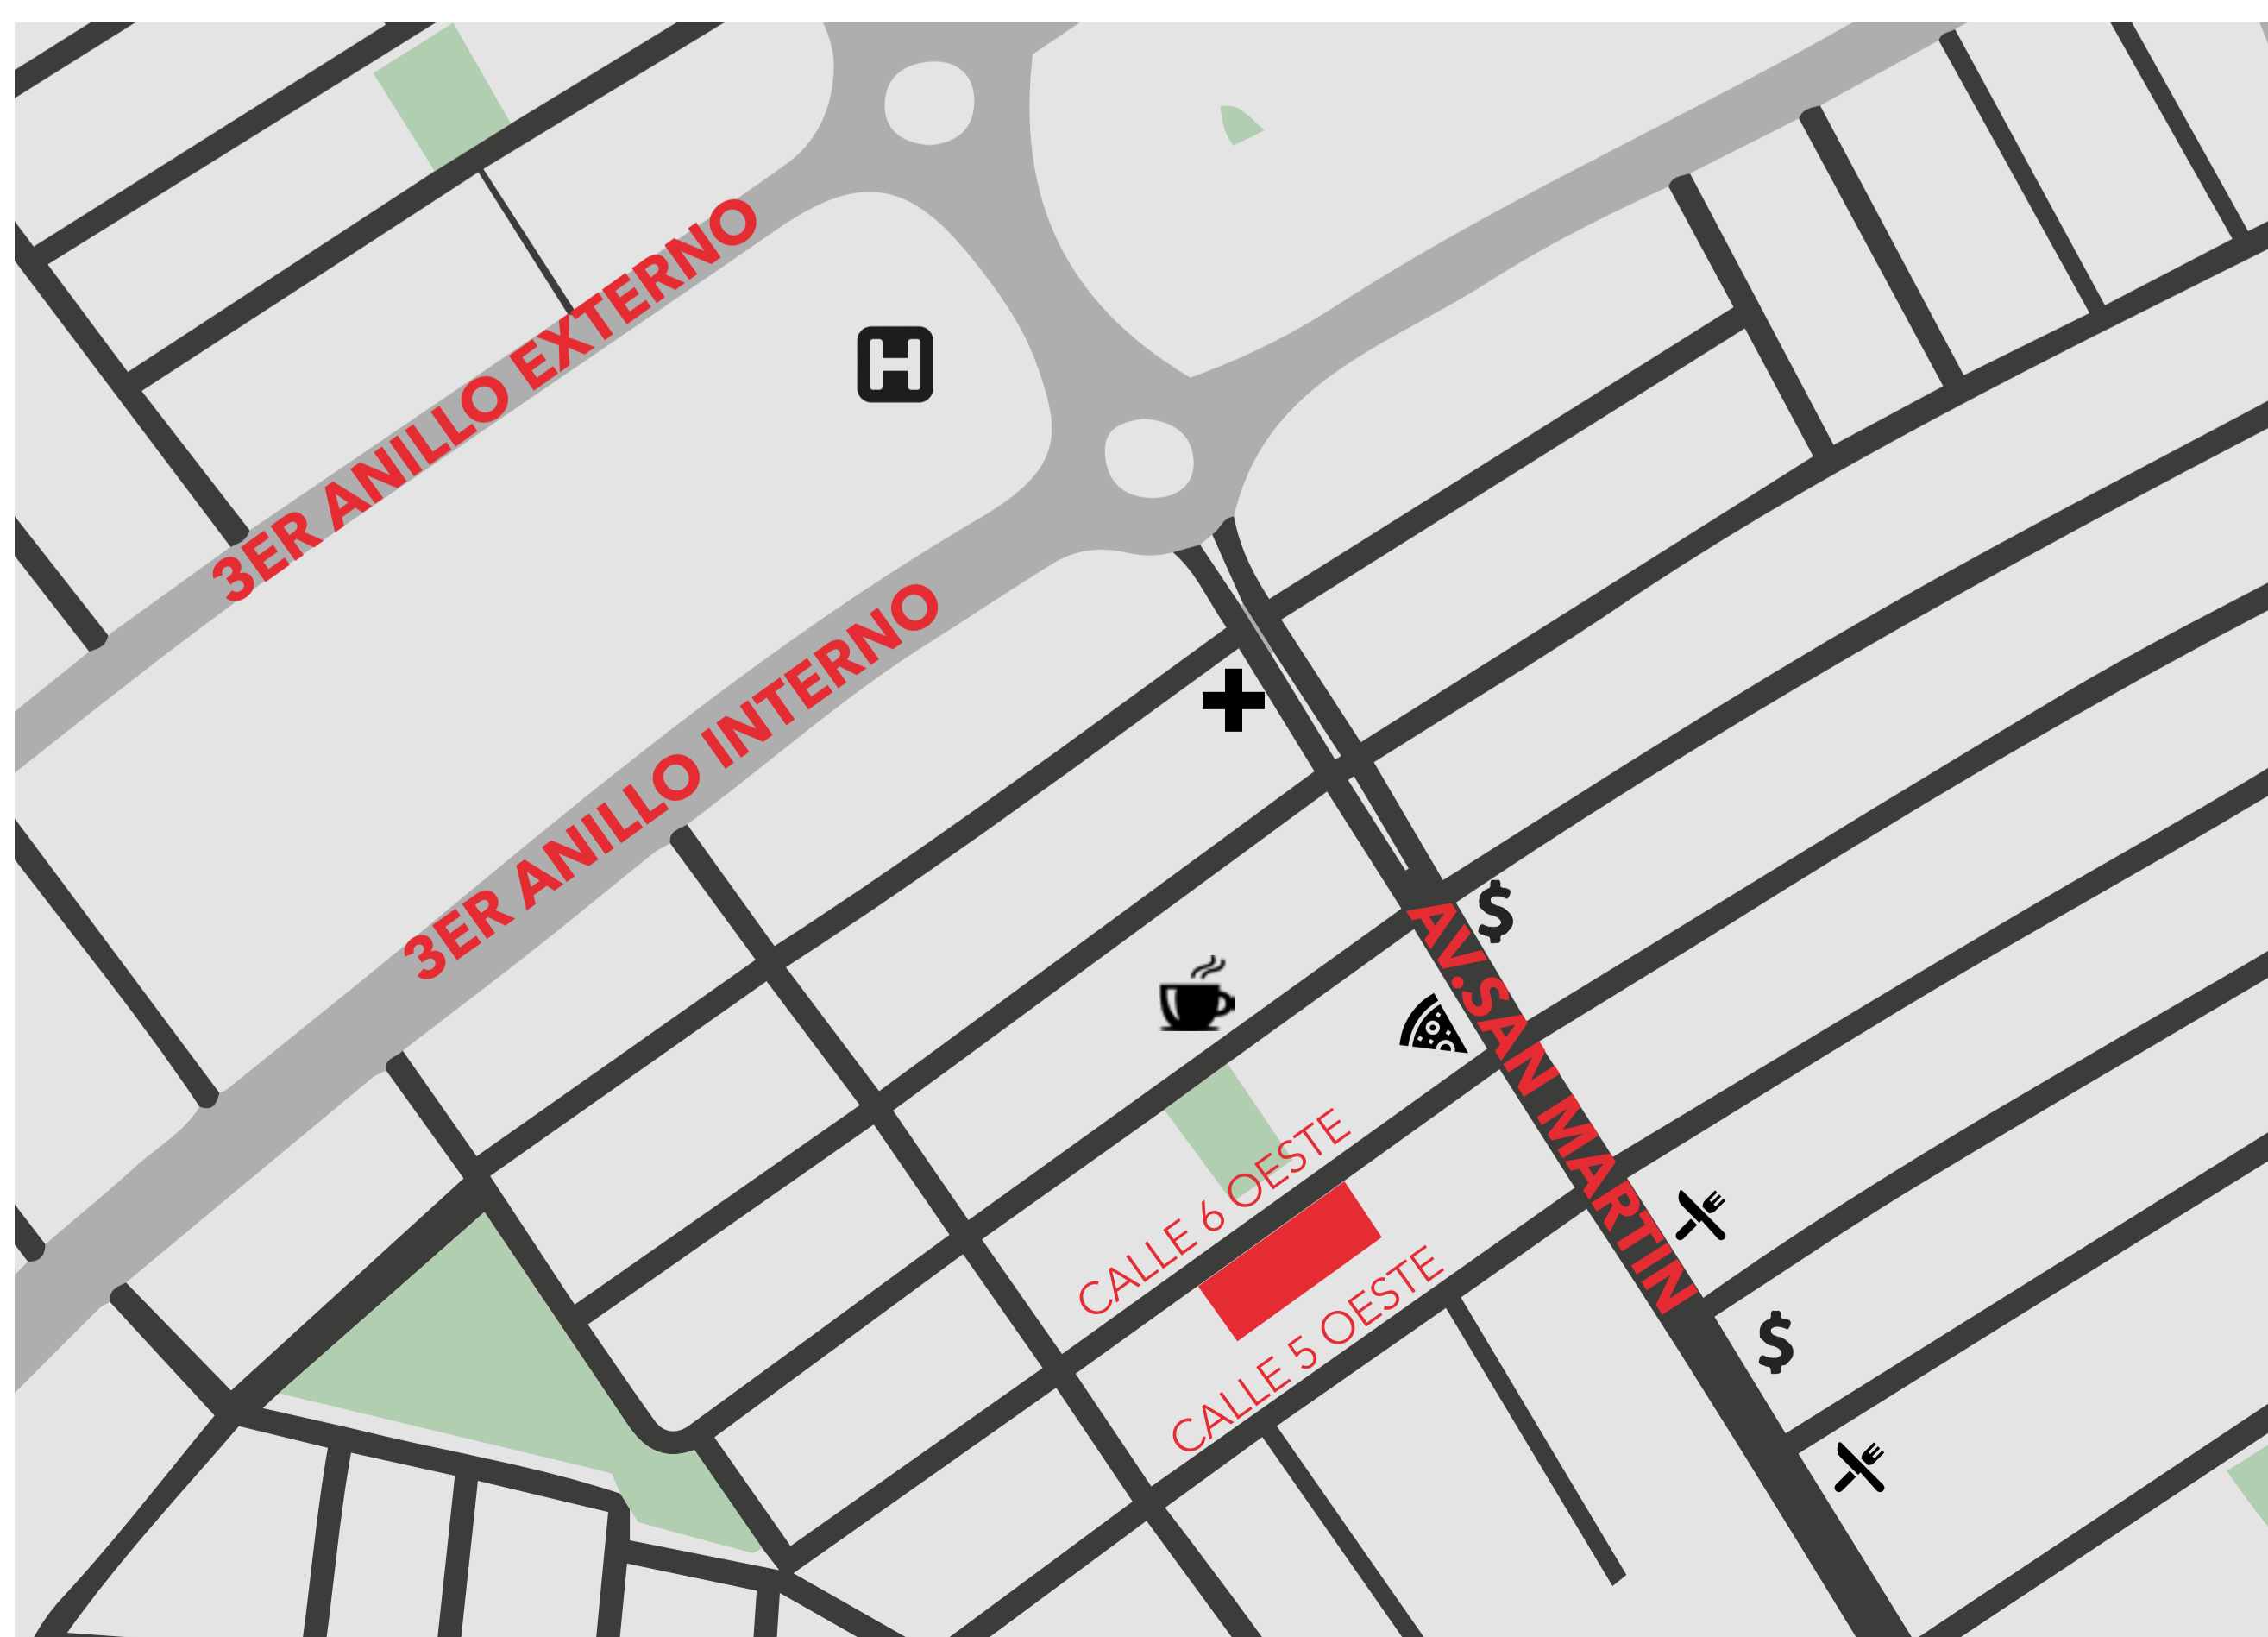 3ER ANILLO EXTERNO
H
3ER ANILLO INTERNO
$
AV. SAN MARTIN
CALLE 6 OESTE
CALLE 5 OESTE
$